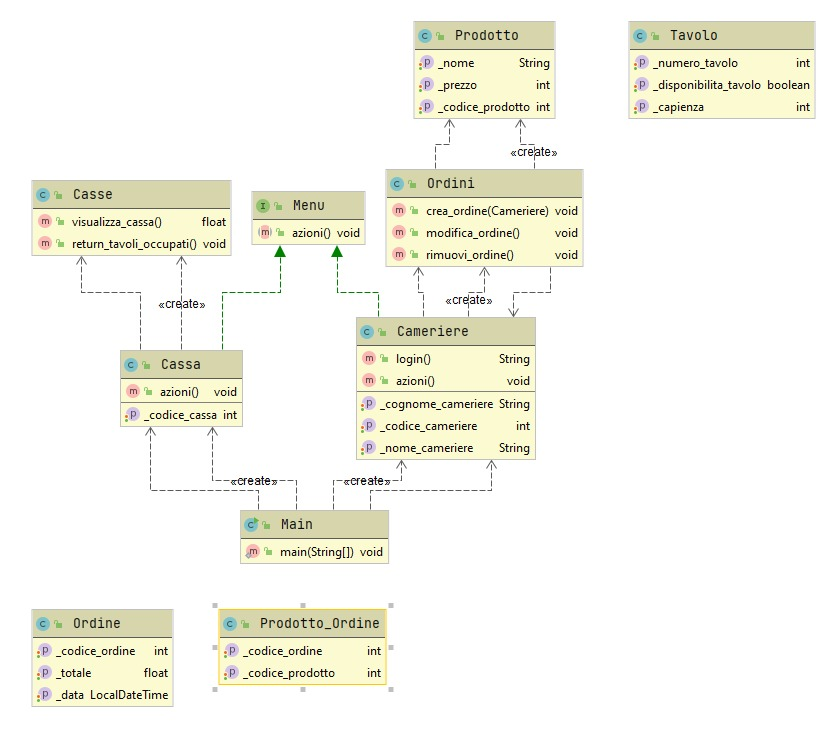 Prodotto
_nome String
_prezzo int
_codice_prodotto int
Tavolo
_numero_tavolo int
_disponibilita_tavolo boolean
_capienza int
«create»
Casse
visualizza_cassa() float
return_tavoli_occupati() void
Menu
azioni() void
Ordini
crea_ordine(Cameriere) void
modifica_ordine() void
rimuovi_ordine() void
«create»
«create»
Cassa
azioni() void
_codice_cassa int
Cameriere
login() String
azioni() void
_cognome_cameriere String
_codice_cameriere int
_nome_cameriere String
«create»
«create»
Main
main(String[]) void
Ordine
_codice_ordine int
_totale float
_data LocalDateTime
Prodotto_Ordine
_codice_ordine int
_codice_prodotto int